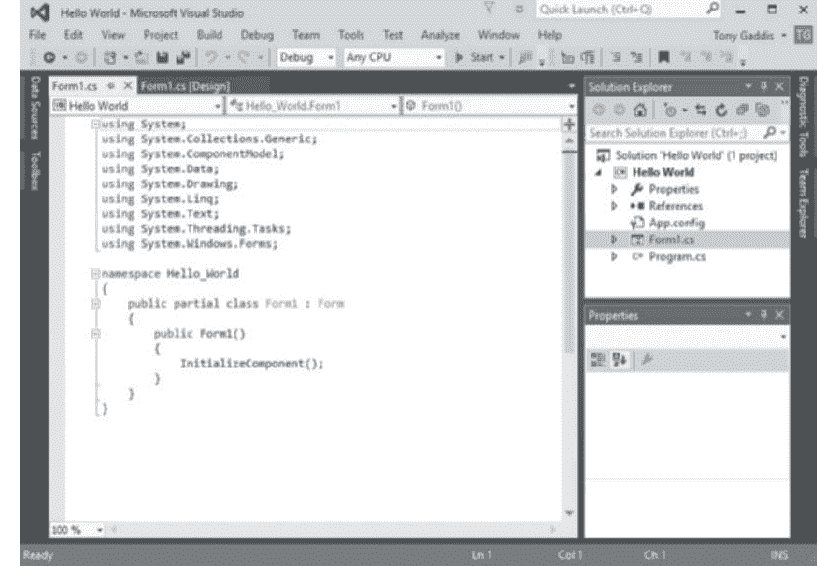 Hello World - Microsoft Visual Studio
Quick Launch (Ctrl+Q)
File Edit View Project Build Debug Team Tools Test Analyze Window Help
Tony Gaddis
TG
Debug Any CPU Start
Data Sources
Toolbox
Form1.cs Form1.cs [Design]
Hello World Hello_World.Form1 Form1()
using System;
using System.Collections.Generic;
using System.ComponentModel;
using System.Data;
using System.Drawing;
using System.Linq;
using System.Text;
using System.Threading.Tasks;
using System.Windows.Forms;
namespace Hello_World
{
public partial class Form1 : Form
{
public Form1()
{
InitializeComponent();
}
}
}
100 %
Solution Explorer
Search Solution Explorer (Ctrl+;)
Solution 'Hello World' (1 project)
Hello World
Properties
References
App.config
Form1.cs
C# Program.cs
Properties
Diagnostic Tools
Team Explorer
Ready Ln 1 Col 1 Ch 1 INS